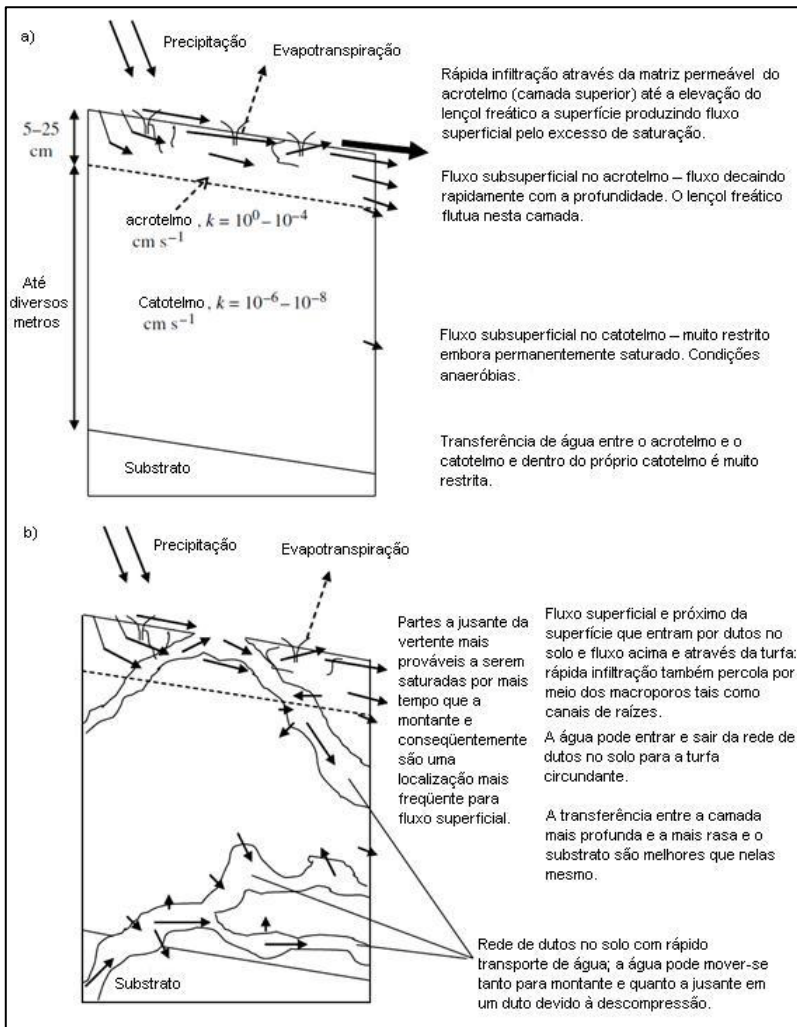 a)
Precipitação
Evapotranspiração
5–25
cm
acrotelmo , k = 10⁰ – 10⁻⁴
cm s⁻¹
Até
diversos
metros
Catotelmo , k = 10⁻⁶ – 10⁻⁸
cm s⁻¹
Substrato
Rápida infiltração através da matriz permeável do
acrotelmo (camada superior) até a elevação do
lençol freático a superfície produzindo fluxo
superficial pelo excesso de saturação.
Fluxo subsuperficial no acrotelmo – fluxo decaindo
rapidamente com a profundidade. O lençol freático
flutua nesta camada.
Fluxo subsuperficial no catotelmo – muito restrito
embora permanentemente saturado. Condições
anaeróbias.
Transferência de água entre o acrotelmo e o
catotelmo e dentro do próprio catotelmo é muito
restrita.
b)
Precipitação
Evapotranspiração
Partes a jusante da
vertente mais
prováveis a serem
saturadas por mais
tempo que a
montante e
conseqüentemente
são uma
localização mais
freqüente para
fluxo superficial.
Fluxo superficial e próximo da
superfície que entram por dutos no
solo e fluxo acima e através da turfa:
rápida infiltração também percola por
meio dos macroporos tais como
canais de raízes.
A água pode entrar e sair da rede de
dutos no solo para a turfa
circundante.
A transferência entre a camada
mais profunda e a mais rasa e o
substrato são melhores que nelas
mesmo.
Substrato
Rede de dutos no solo com rápido
transporte de água; a água pode mover-se
tanto para montante e quanto a jusante em
um duto devido à descompressão.